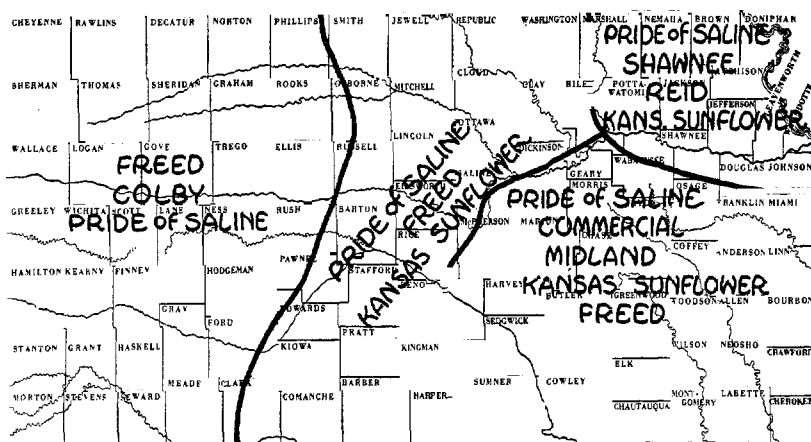 CHEYENNE RAWLINS DECATUR NORTON PHILLIPS SMITH JEWELL REPUBLIC WASHINGTON MARSHALL NEMAHA BROWN DONIPHAN
PRIDE OF SALINE
SHAWNEE
REID
KANS. SUNFLOWER
SHERMAN THOMAS SHERIDAN GRAHAM ROOKS OSBORNE MITCHELL CLOUD CLAY RILEY POTTAWATOMIE JACKSON
JEFFERSON LEAVENWORTH
OTTAWA
LINCOLN
WALLACE LOGAN GOVE TREGO ELLIS RUSSELL DICKINSON SHAWNEE
GEARY WABAUNSEE DOUGLAS JOHNSON
FREED
COLBY
PRIDE OF SALINE
PRIDE OF SALINE
FREED
KANSAS SUNFLOWER
MORRIS OSAGE FRANKLIN MIAMI
PRIDE OF SALINE
COMMERCIAL
MIDLAND
KANSAS SUNFLOWER
FREED
GREELEY WICHITA SCOTT LANE NESS RUSH BARTON RICE
CHASE COFFEY ANDERSON LINN
HAMILTON KEARNY FINNEY HODGEMAN PAWNEE STAFFORD RENO HARVEY BUTLER GREENWOOD WOODSON ALLEN BOURBON
GRAY FORD EDWARDS PRATT SEDGWICK
STANTON GRANT HASKELL KIOWA KINGMAN ELK WILSON NEOSHO CRAWFORD
MORTON STEVENS SEWARD MEADE CLARK COMANCHE BARBER HARPER SUMNER COWLEY CHAUTAUQUA MONTGOMERY LABETTE CHEROKEE